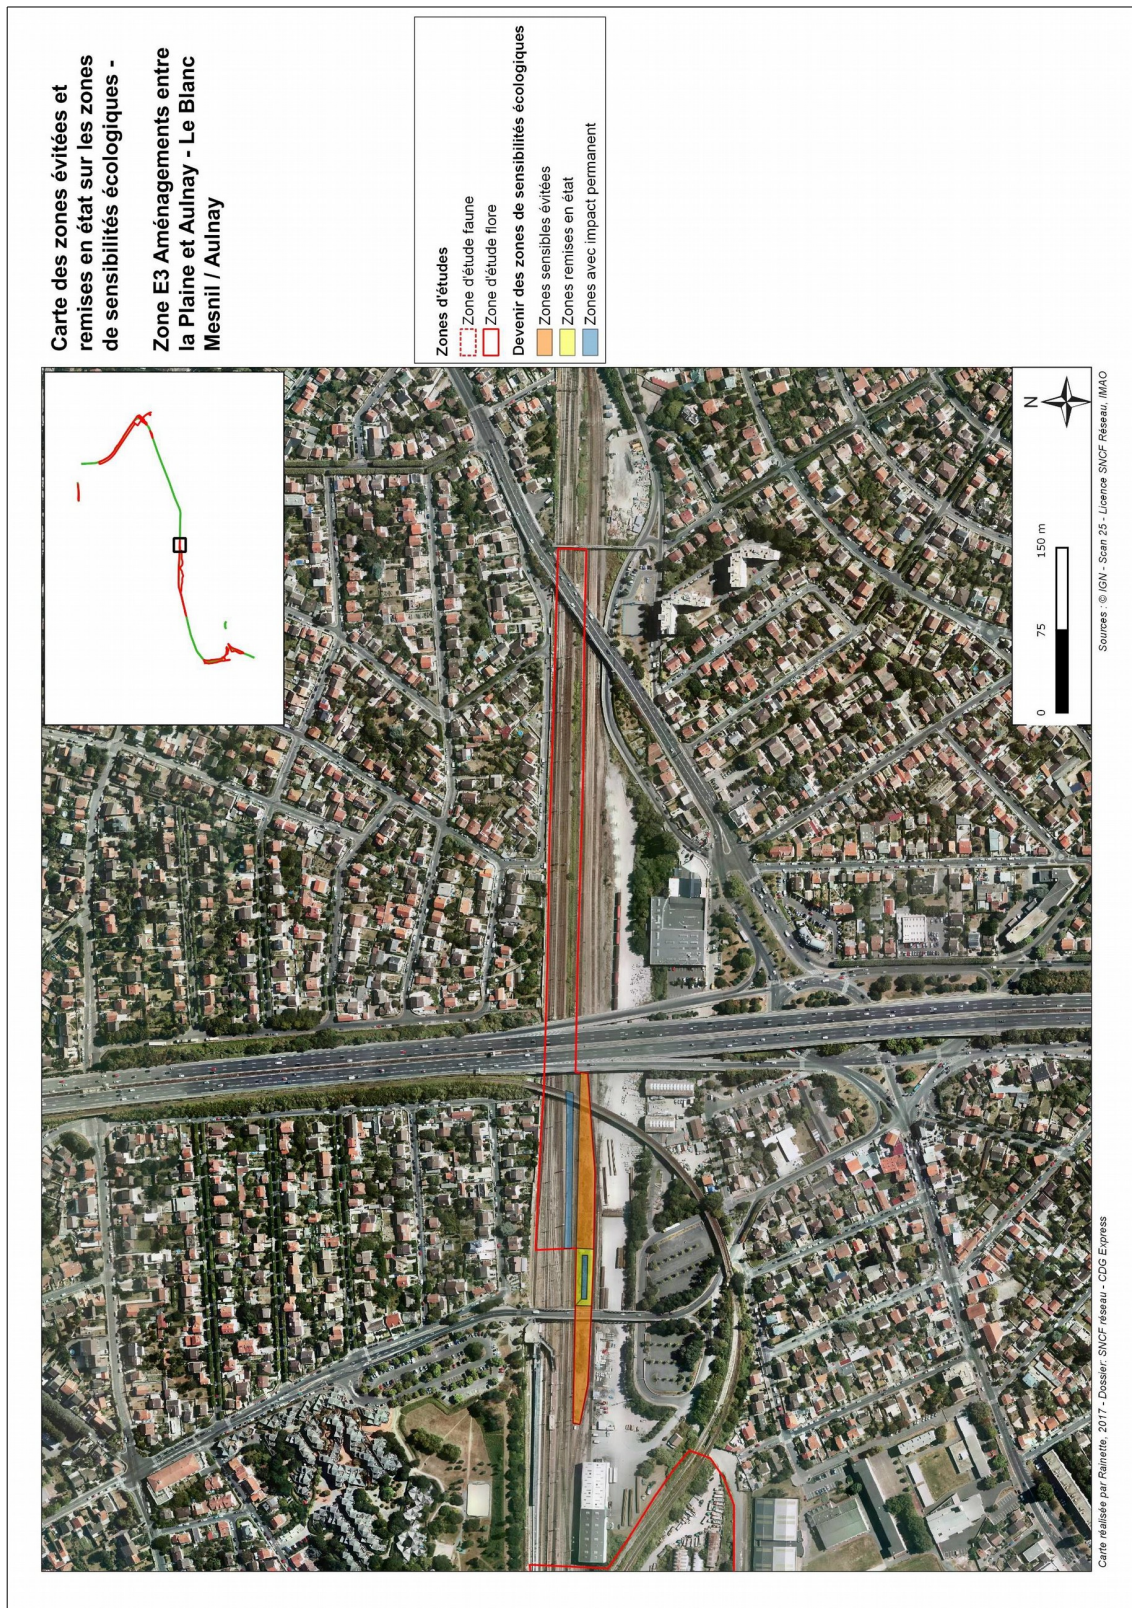 Carte des zones évitées et
remises en état sur les zones
de sensibilités écologiques -
Zone E3 Aménagements entre
la Plaine et Aulnay - Le Blanc
Mesnil / Aulnay
Zones d'études
Zone d'étude faune
Zone d'étude flore
Devenir des zones de sensibilités écologiques
Zones sensibles évitées
Zones remises en état
Zones avec impact permanent
N
0 75 150 m
Carte réalisée par Rainette, 2017 - Dossier: SNCF réseau - CDG Express
Sources : © IGN - Scan 25 - Licence SNCF Réseau, IMAO